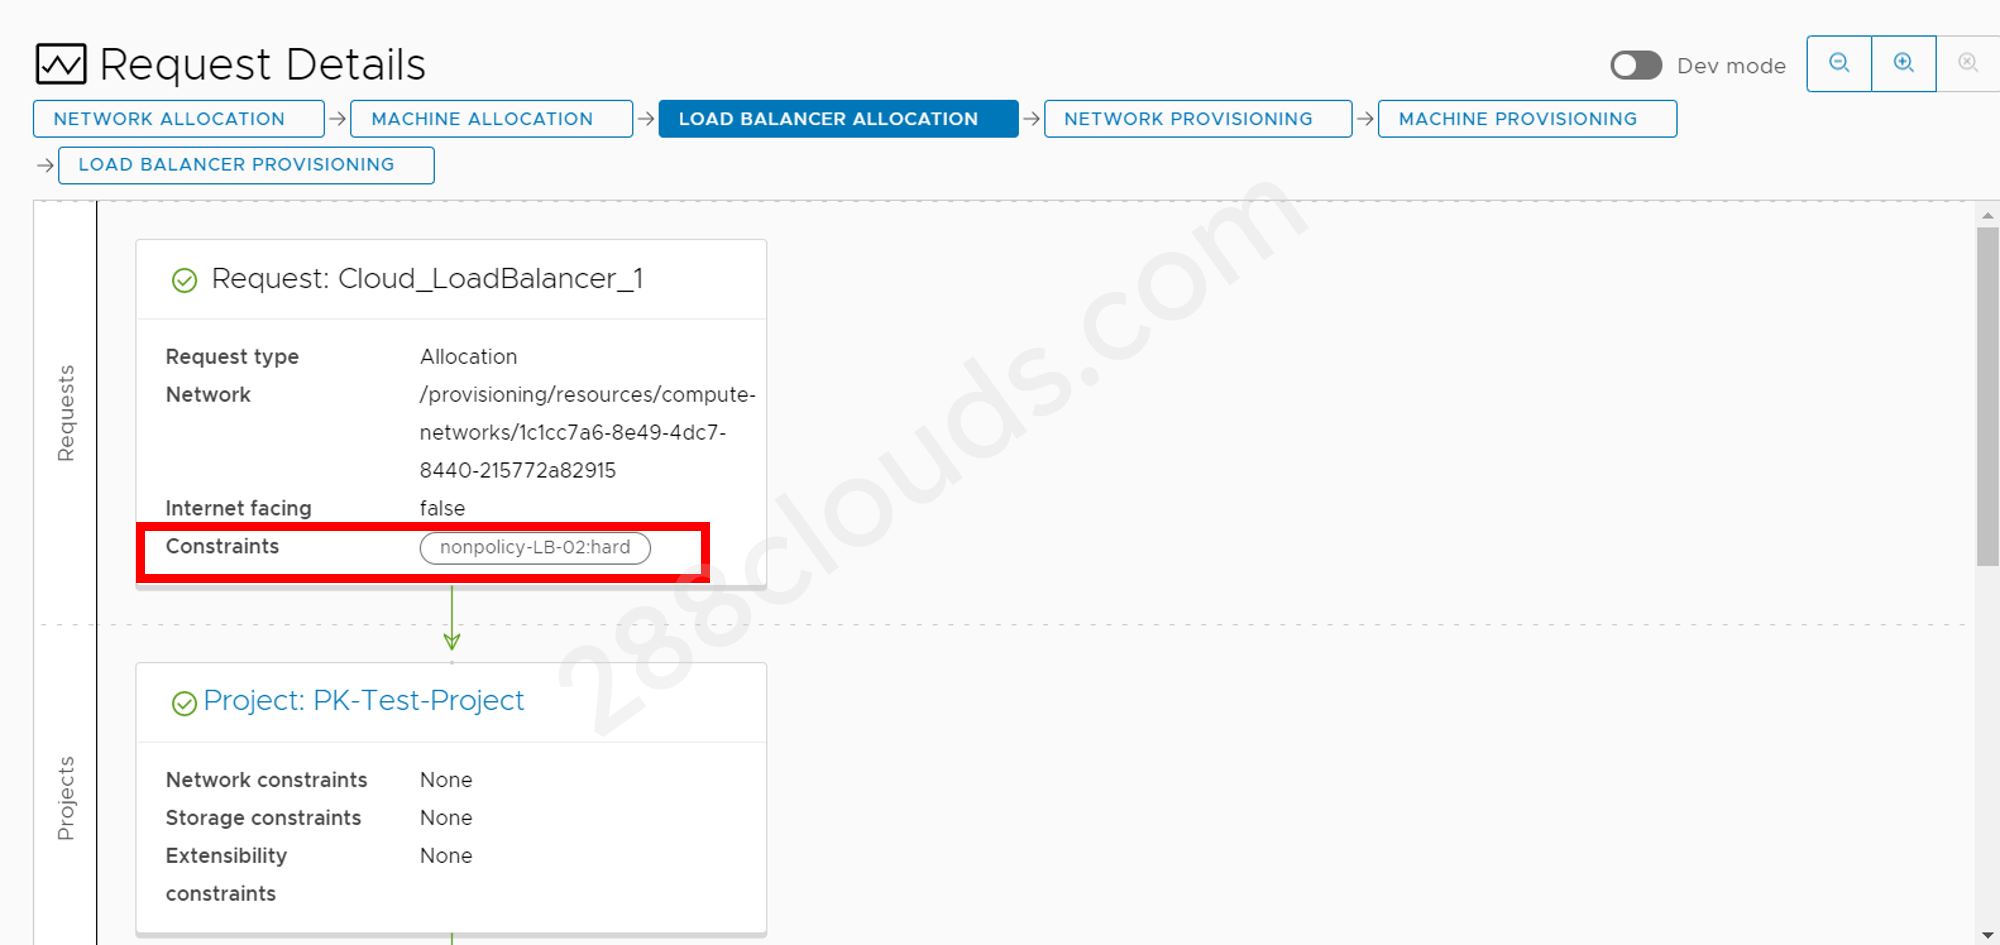 Request Details
Dev mode
NETWORK ALLOCATION
MACHINE ALLOCATION
LOAD BALANCER ALLOCATION
NETWORK PROVISIONING
MACHINE PROVISIONING
LOAD BALANCER PROVISIONING
Requests
Request: Cloud_LoadBalancer_1
Request type Allocation
Network /provisioning/resources/compute-
networks/1c1cc7a6-8e49-4dc7-
8440-215772a82915
Internet facing false
Constraints nonpolicy-LB-02:hard
288clouds.com
Projects
Project: PK-Test-Project
Network constraints None
Storage constraints None
Extensibility None
constraints